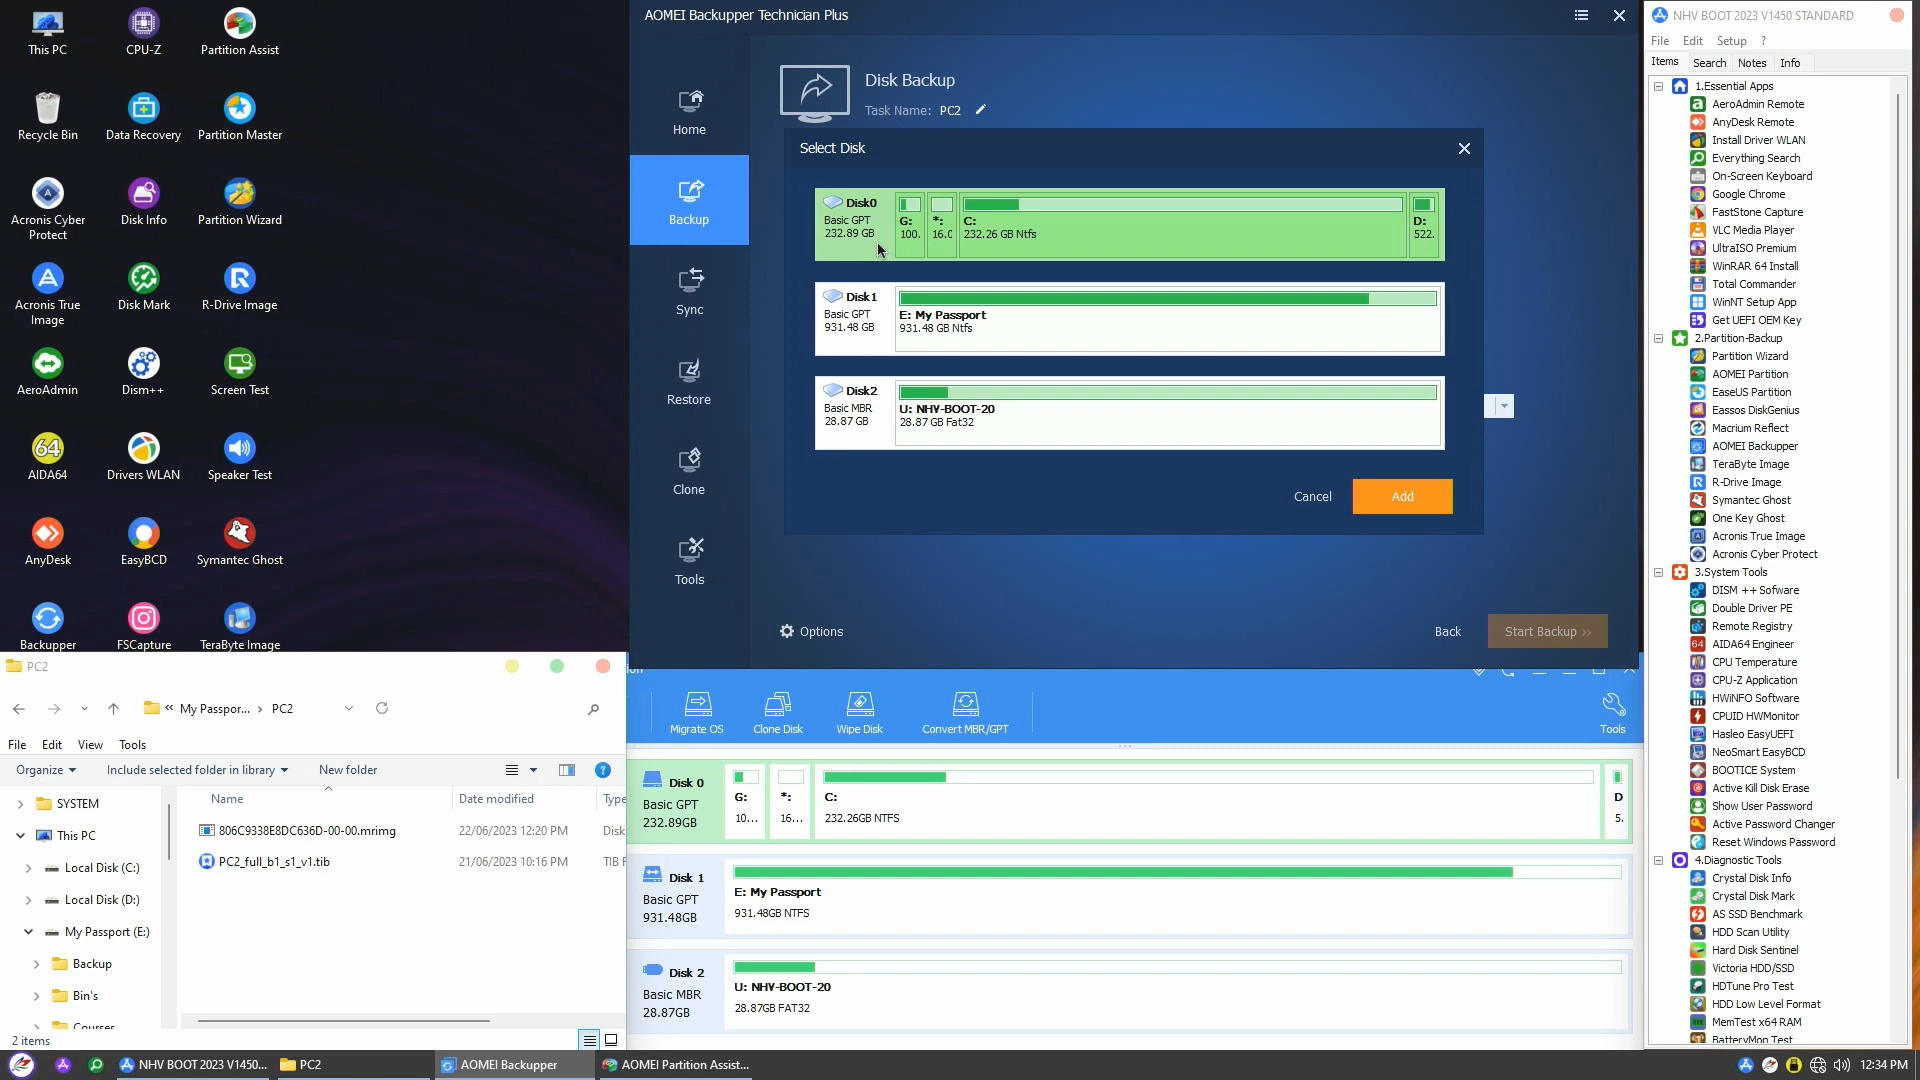 This PC
CPU-Z
Partition Assist
Recycle Bin
Data Recovery
Partition Master
Acronis Cyber
Protect
Disk Info
Partition Wizard
Acronis True
Image
Disk Mark
R-Drive Image
AeroAdmin
Dism++
Screen Test
64
AIDA64
Drivers WLAN
Speaker Test
AnyDesk
EasyBCD
Symantec Ghost
Backupper
FSCapture
TeraByte Image
AOMEI Backupper Technician Plus
Home
Backup
Sync
Restore
Clone
Tools
Disk Backup
Task Name: PC2
Select Disk
Disk0
Basic GPT
232.89 GB
G:
100.
*:
16.0
C:
232.26 GB Ntfs
D:
522.
Disk1
Basic GPT
931.48 GB
E: My Passport
931.48 GB Ntfs
Disk2
Basic MBR
28.87 GB
U: NHV-BOOT-20
28.87 GB Fat32
Cancel
Add
Options
Back
Start Backup >>
PC2
« My Passpor... > PC2
File Edit View Tools
Organize Include selected folder in library New folder
Name Date modified Type
SYSTEM
This PC
Local Disk (C:)
Local Disk (D:)
My Passport (E:)
Backup
Bin's
Courses
806C9338E8DC636D-00-00.mrimg 22/06/2023 12:20 PM Disk
PC2_full_b1_s1_v1.tib 21/06/2023 10:16 PM TIB F
2 items
Migrate OS
Clone Disk
Wipe Disk
Convert MBR/GPT
Tools
Disk 0
Basic GPT
232.89GB
G:
10...
*:
16...
C:
232.26GB NTFS
D
5.
Disk 1
Basic GPT
931.48GB
E: My Passport
931.48GB NTFS
Disk 2
Basic MBR
28.87GB
U: NHV-BOOT-20
28.87GB FAT32
NHV BOOT 2023 V1450 STANDARD
File Edit Setup ?
Items Search Notes Info
1.Essential Apps
AeroAdmin Remote
AnyDesk Remote
Install Driver WLAN
Everything Search
On-Screen Keyboard
Google Chrome
FastStone Capture
VLC Media Player
UltraISO Premium
WinRAR 64 Install
Total Commander
WinNT Setup App
Get UEFI OEM Key
2.Partition-Backup
Partition Wizard
AOMEI Partition
EaseUS Partition
Eassos DiskGenius
Macrium Reflect
AOMEI Backupper
TeraByte Image
R-Drive Image
Symantec Ghost
One Key Ghost
Acronis True Image
Acronis Cyber Protect
3.System Tools
DISM ++ Sofware
Double Driver PE
Remote Registry
AIDA64 Engineer
CPU Temperature
CPU-Z Application
HWiNFO Software
CPUID HWMonitor
Hasleo EasyUEFI
NeoSmart EasyBCD
BOOTICE System
Active Kill Disk Erase
Show User Password
Active Password Changer
Reset Windows Password
4.Diagnostic Tools
Crystal Disk Info
Crystal Disk Mark
AS SSD Benchmark
HDD Scan Utility
Hard Disk Sentinel
Victoria HDD/SSD
HDTune Pro Test
HDD Low Level Format
MemTest x64 RAM
BatteryMon Test
NHV BOOT 2023 V1450...
PC2
AOMEI Backupper
AOMEI Partition Assist...
12:34 PM